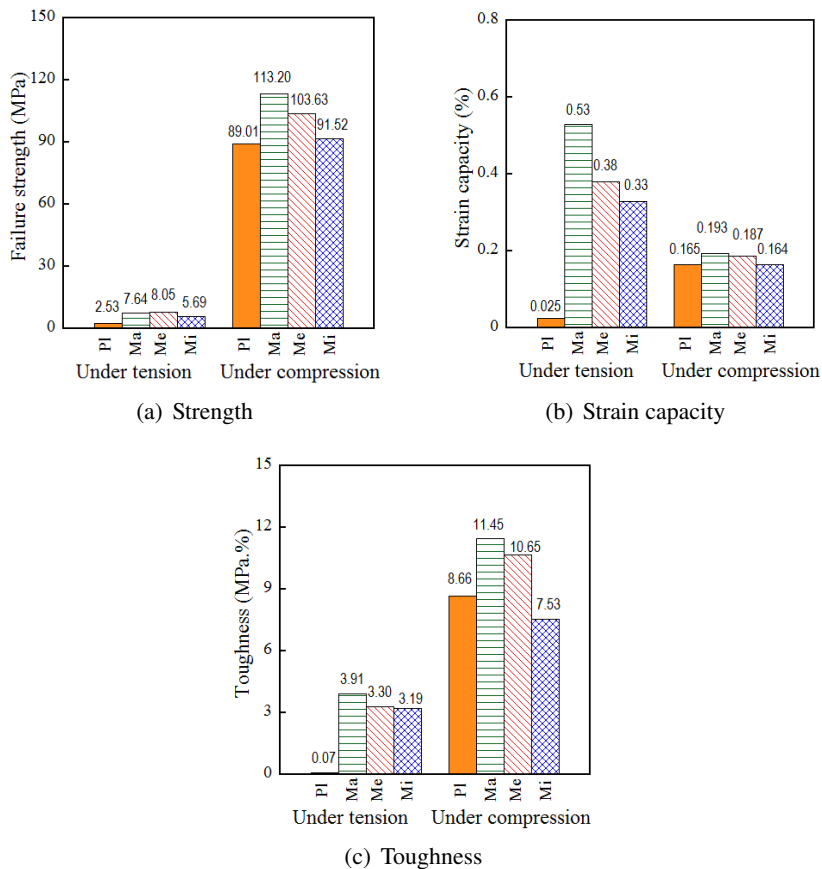 150
120
90
60
30
0
Failure strength (MPa)
2.53
7.64
8.05
5.69
89.01
113.20
103.63
91.52
Pl
Ma
Me
Mi
Pl
Ma
Me
Mi
Under tension
Under compression
(a) Strength
0.8
0.6
0.4
0.2
0
Strain capacity (%)
0.025
0.53
0.38
0.33
0.165
0.193
0.187
0.164
Pl
Ma
Me
Mi
Pl
Ma
Me
Mi
Under tension
Under compression
(b) Strain capacity
15
12
9
6
3
0
Toughness (MPa.%)
0.07
3.91
3.30
3.19
8.66
11.45
10.65
7.53
Pl
Ma
Me
Mi
Pl
Ma
Me
Mi
Under tension
Under compression
(c) Toughness